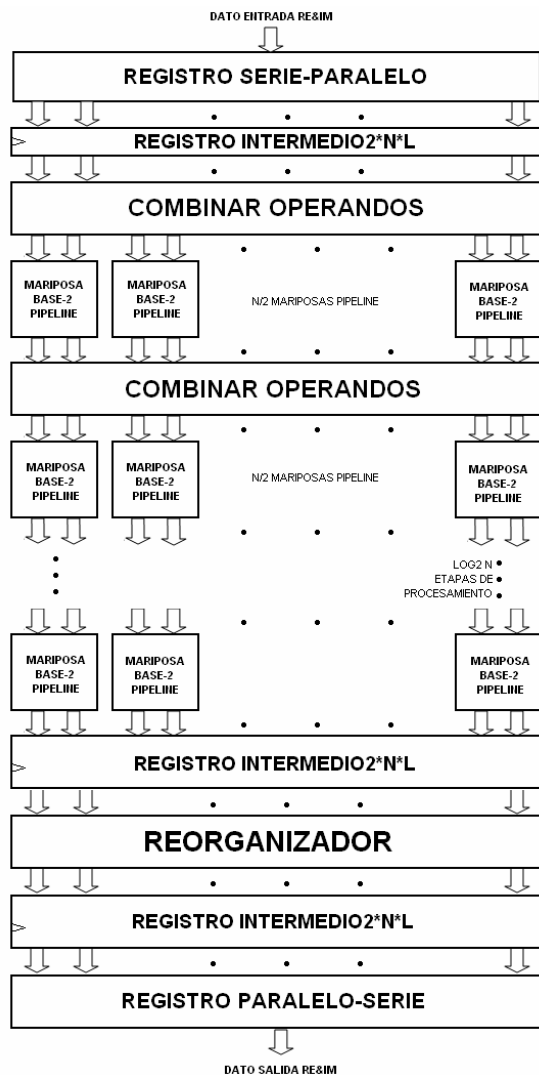 DATO ENTRADA RE&IM
REGISTRO SERIE-PARALELO
REGISTRO INTERMEDIO2*N*L
COMBINAR OPERANDOS
MARIPOSA
BASE-2
PIPELINE
MARIPOSA
BASE-2
PIPELINE
N/2 MARIPOSAS PIPELINE
MARIPOSA
BASE-2
PIPELINE
COMBINAR OPERANDOS
MARIPOSA
BASE-2
PIPELINE
MARIPOSA
BASE-2
PIPELINE
N/2 MARIPOSAS PIPELINE
MARIPOSA
BASE-2
PIPELINE
LOG2 N
ETAPAS DE
PROCESAMIENTO
MARIPOSA
BASE-2
PIPELINE
MARIPOSA
BASE-2
PIPELINE
MARIPOSA
BASE-2
PIPELINE
REGISTRO INTERMEDIO2*N*L
REORGANIZADOR
REGISTRO INTERMEDIO2*N*L
REGISTRO PARALELO-SERIE
DATO SALIDA RE&IM